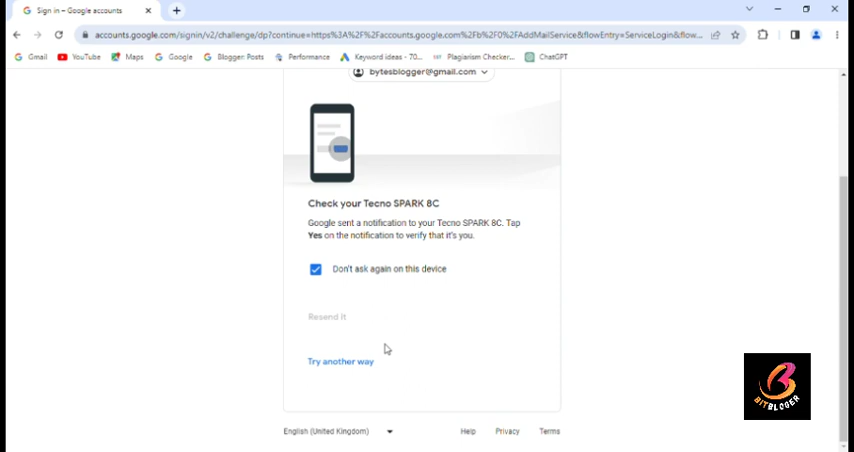 Sign in – Google accounts
accounts.google.com/signin/v2/challenge/dp?continue=https%3A%2F%2Faccounts.google.com%2Fb%2F0%2FAddMailService&flowEntry=ServiceLogin&flow...
Gmail YouTube Maps Google Blogger: Posts Performance Keyword ideas - 70... Plagiarism Checker... ChatGPT
bytesblogger@gmail.com
Check your Tecno SPARK 8C
Google sent a notification to your Tecno SPARK 8C. Tap
Yes on the notification to verify that it's you.
Don't ask again on this device
Resend it
Try another way
BITBLOGER
English (United Kingdom) Help Privacy Terms